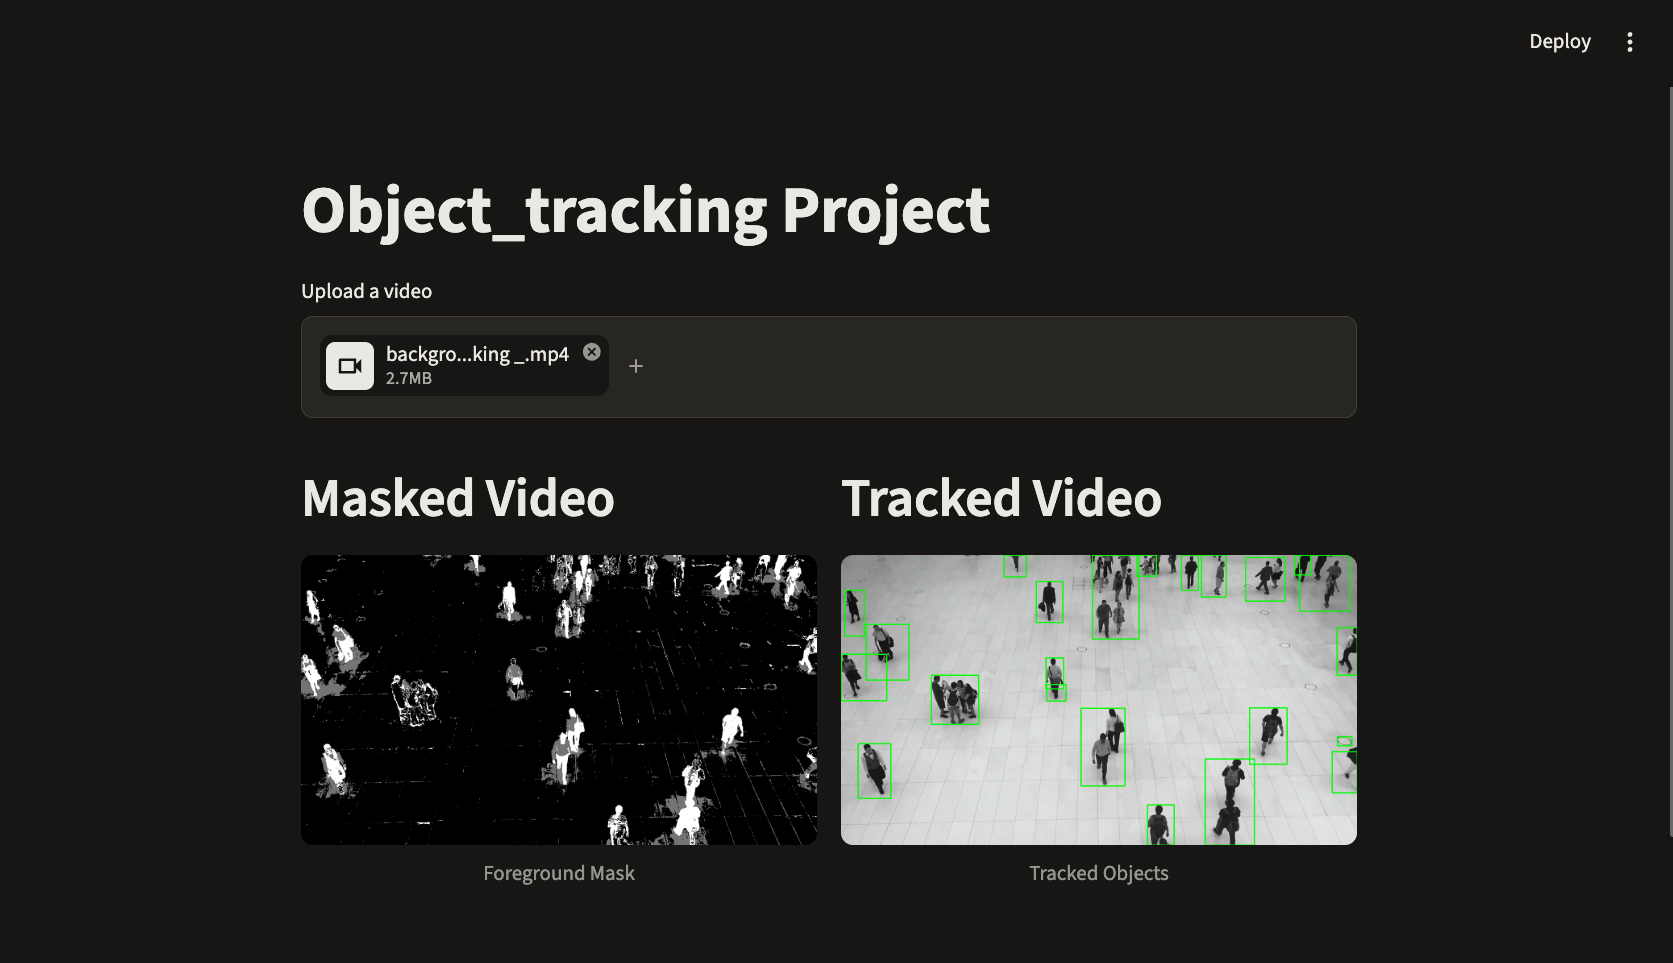 Deploy
Object_tracking Project
Upload a video
backgro...king _.mp4
2.7MB
Masked Video
Tracked Video
Foreground Mask
Tracked Objects